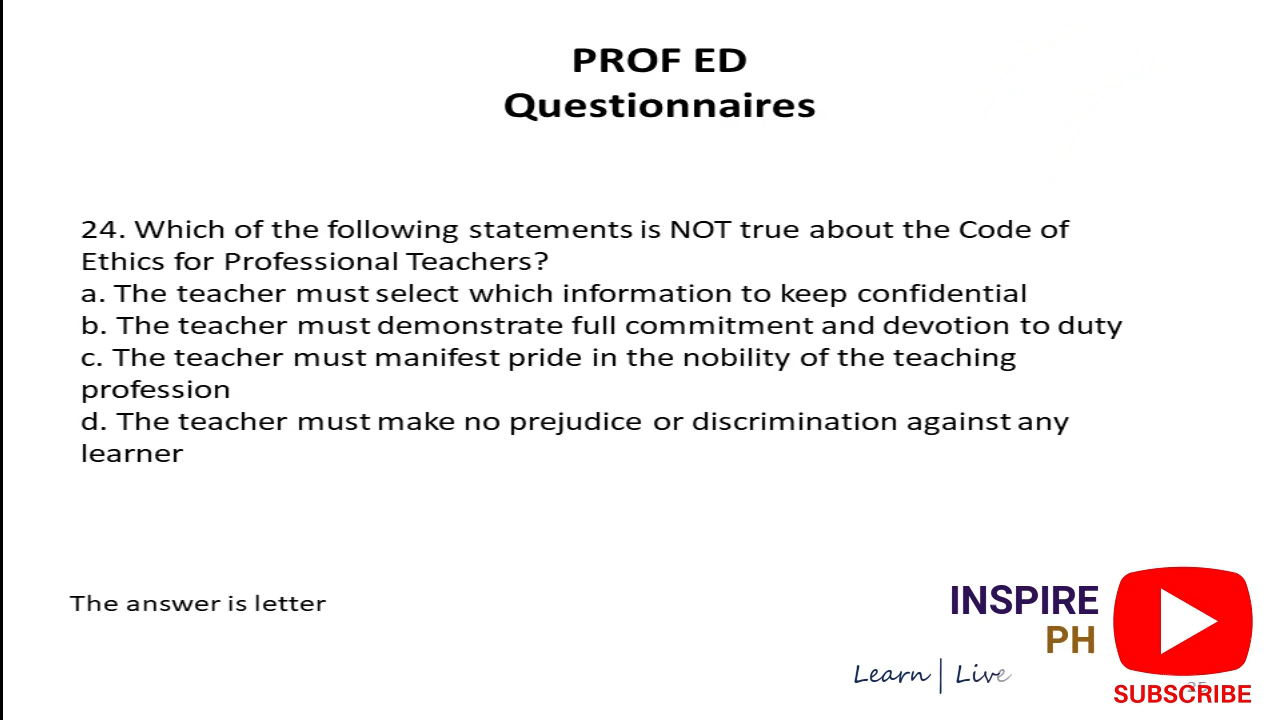 PROF ED
Questionnaires
24. Which of the following statements is NOT true about the Code of
Ethics for Professional Teachers?
a. The teacher must select which information to keep confidential
b. The teacher must demonstrate full commitment and devotion to duty
c. The teacher must manifest pride in the nobility of the teaching
profession
d. The teacher must make no prejudice or discrimination against any
learner
The answer is letter
INSPIRE
PH
Learn | Live
SUBSCRIBE